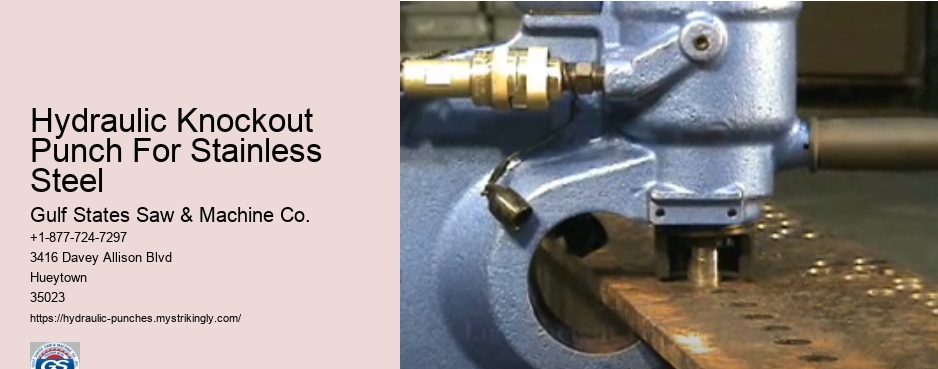 Hydraulic Knockout
Punch For Stainless
Steel
Gulf States Saw & Machine Co.
+1-877-724-7297
3416 Davey Allison Blvd
Hueytown
35023
https://hydraulic-punches.mystrikingly.com/
GS